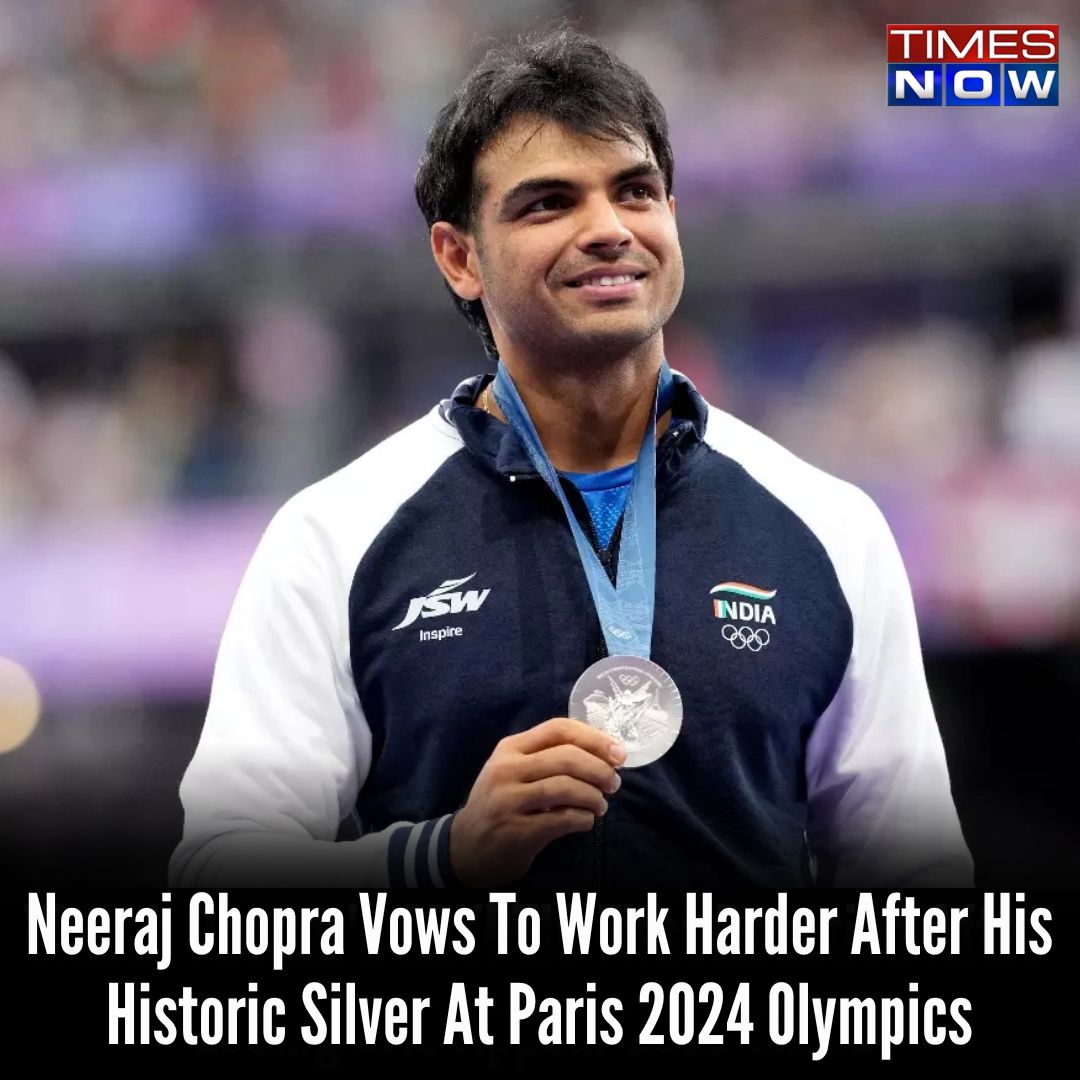 TIMES
NOW
JSW
Inspire
INDIA
Neeraj Chopra Vows To Work Harder After His
Historic Silver At Paris 2024 Olympics